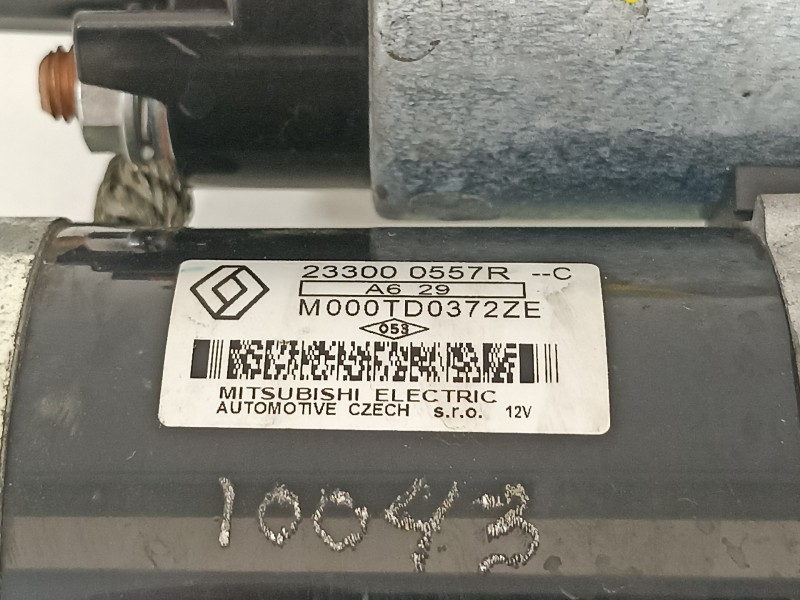 23300 0557R --C
A6 29
M000TD0372ZE
053
MITSUBISHI ELECTRIC
AUTOMOTIVE CZECH s.r.o. 12V
10043